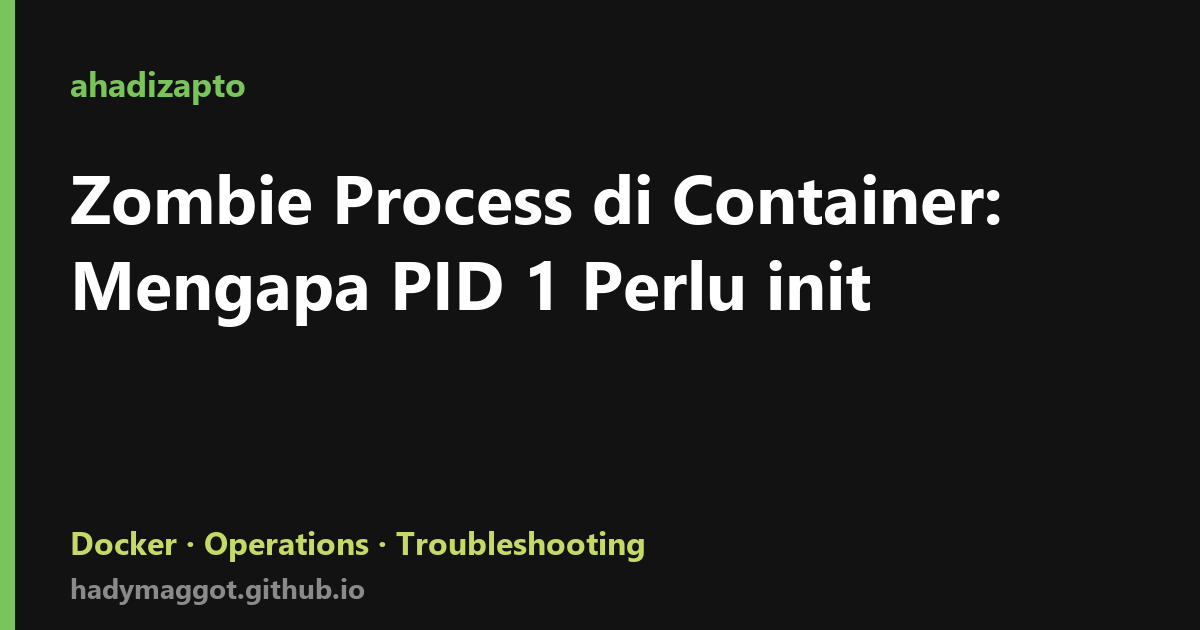 ahadizapto
Zombie Process di Container:
Mengapa PID 1 Perlu init
Docker · Operations · Troubleshooting
hadymaggot.github.io